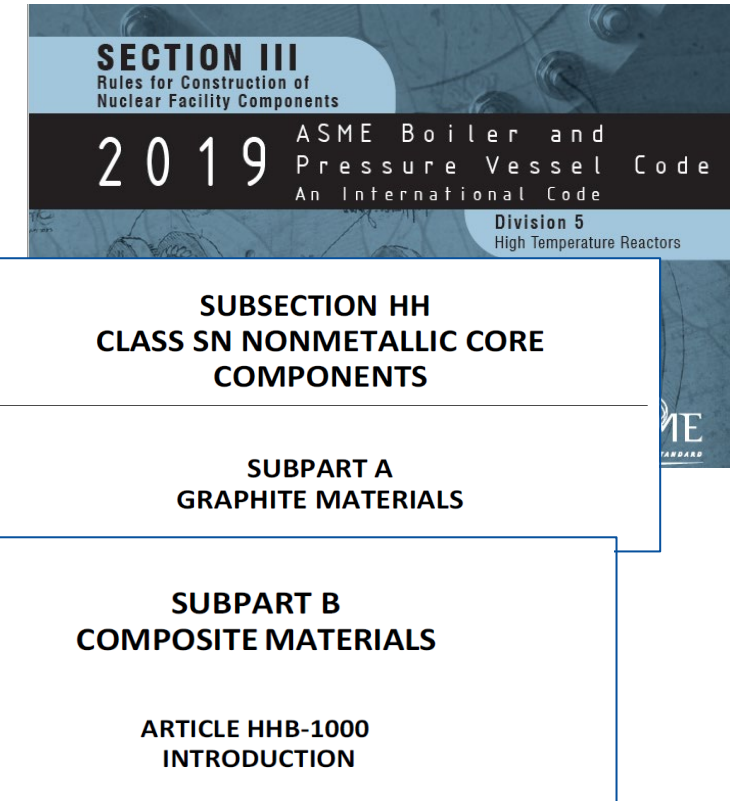 SECTION III
Rules for Construction of
Nuclear Facility Components
2019
ASME Boiler and
Pressure Vessel Code
An International Code
Division 5
High Temperature Reactors
SUBSECTION HH
CLASS SN NONMETALLIC CORE
COMPONENTS
SUBPART A
GRAPHITE MATERIALS
SUBPART B
COMPOSITE MATERIALS
ARTICLE HHB-1000
INTRODUCTION